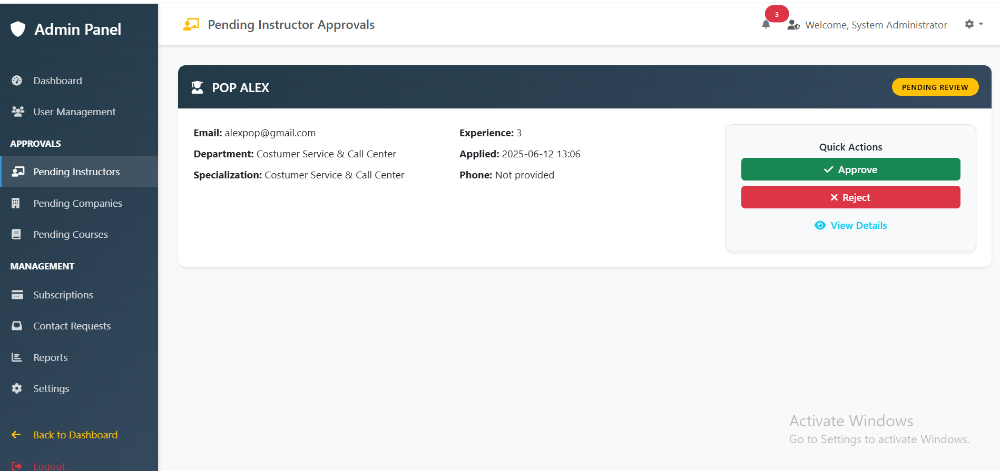 Admin Panel
Dashboard
User Management
APPROVALS
Pending Instructors
Pending Companies
Pending Courses
MANAGEMENT
Subscriptions
Contact Requests
Reports
Settings
Back to Dashboard
Logout
Pending Instructor Approvals
3
Welcome, System Administrator
POP ALEX
PENDING REVIEW
Email: alexpop@gmail.com
Department: Costumer Service & Call Center
Specialization: Costumer Service & Call Center
Experience: 3
Applied: 2025-06-12 13:06
Phone: Not provided
Quick Actions
Approve
Reject
View Details
Activate Windows
Go to Settings to activate Windows.